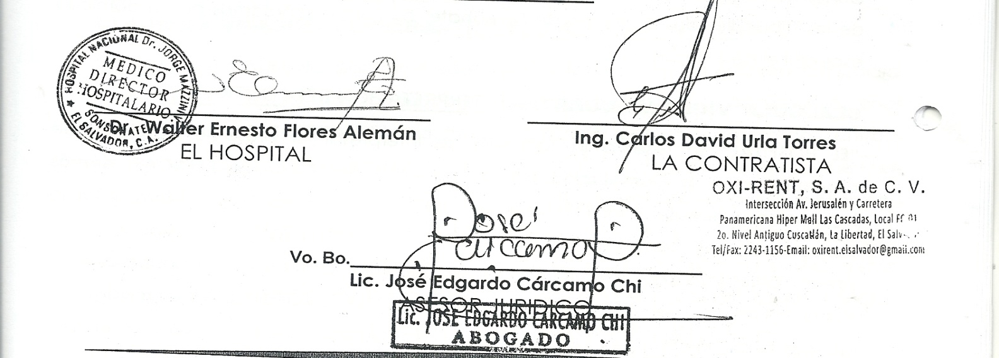 HOSPITAL NACIONAL Dr. JORGE MAZZINI V.
MEDICO
DIRECTOR
HOSPITALARIO
SONSONATE
EL SALVADOR, C.A.
Dr. Walter Ernesto Flores Alemán
EL HOSPITAL
Ing. Carlos David Urla Torres
LA CONTRATISTA
OXI-RENT, S. A. de C. V.
Intersección Av. Jerusalén y Carretera
Panamericana Hiper Mall Las Cascadas, Local
2o. Nivel Antiguo Cuscatlán, La Libertad, El
Tel/Fax: 2243-1156-Email: oxirent.elsalvador@gmail.com
José
Carcamo
Vo. Bo.
Lic. José Edgardo Cárcamo Chi
ASESOR JURIDICO
Lic. JOSE EDGARDO CARCAMO CHI
ABOGADO